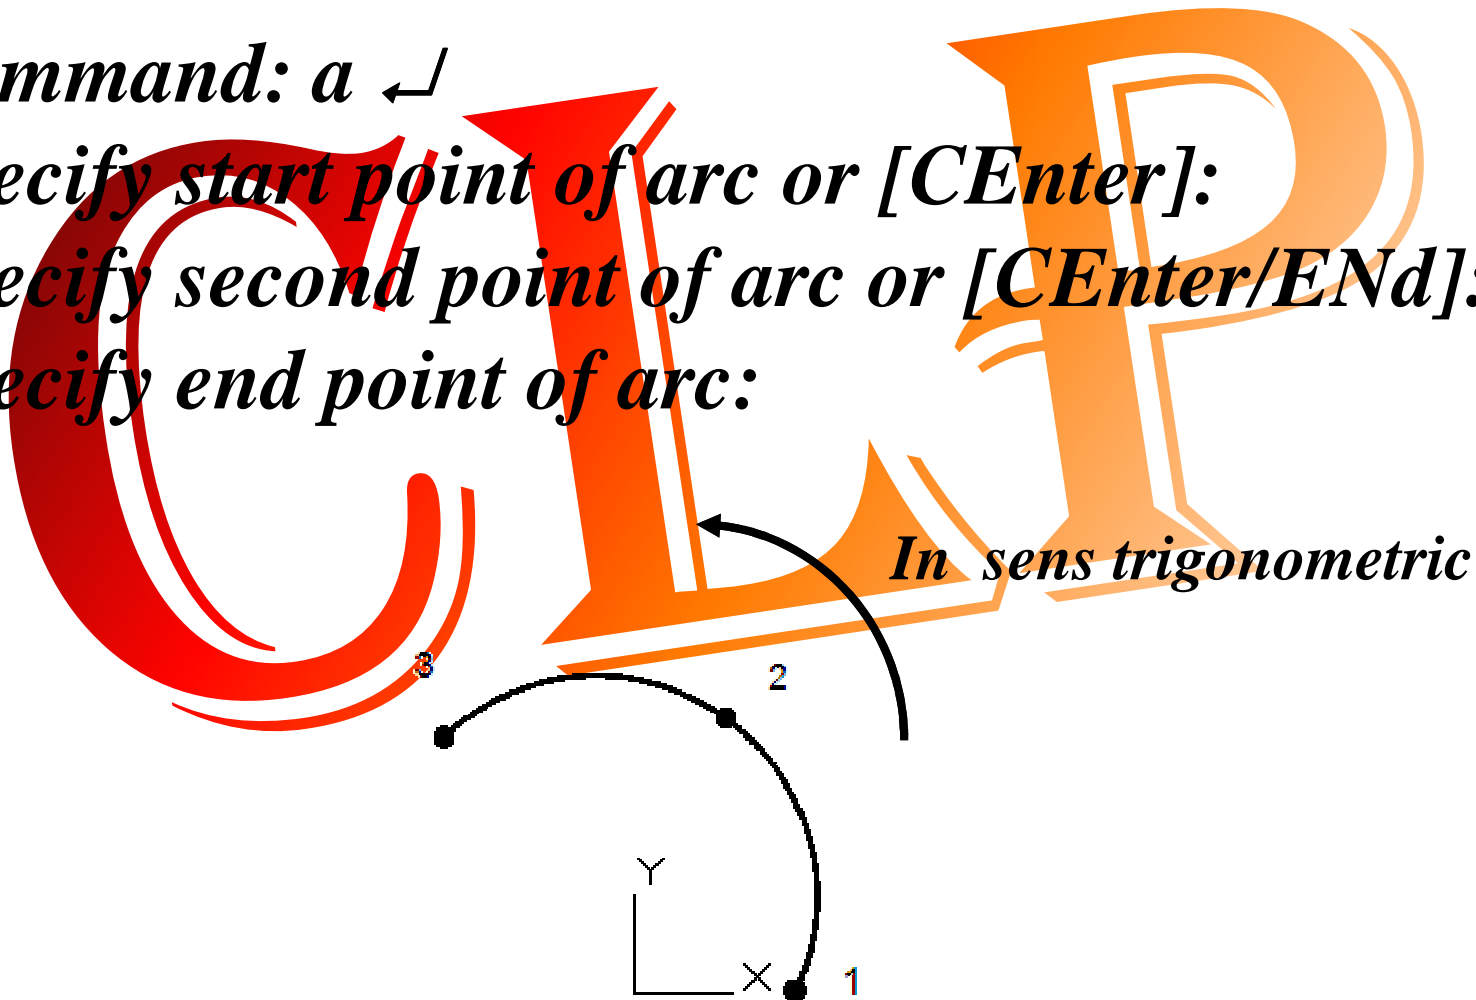 mmand: a
ecify start point of arc or [CEnter]:
ecify second point of arc or [CEnter/ENd]:
ecify end point of arc:
CLP
In sens trigonometric
3
2
Y
X
1